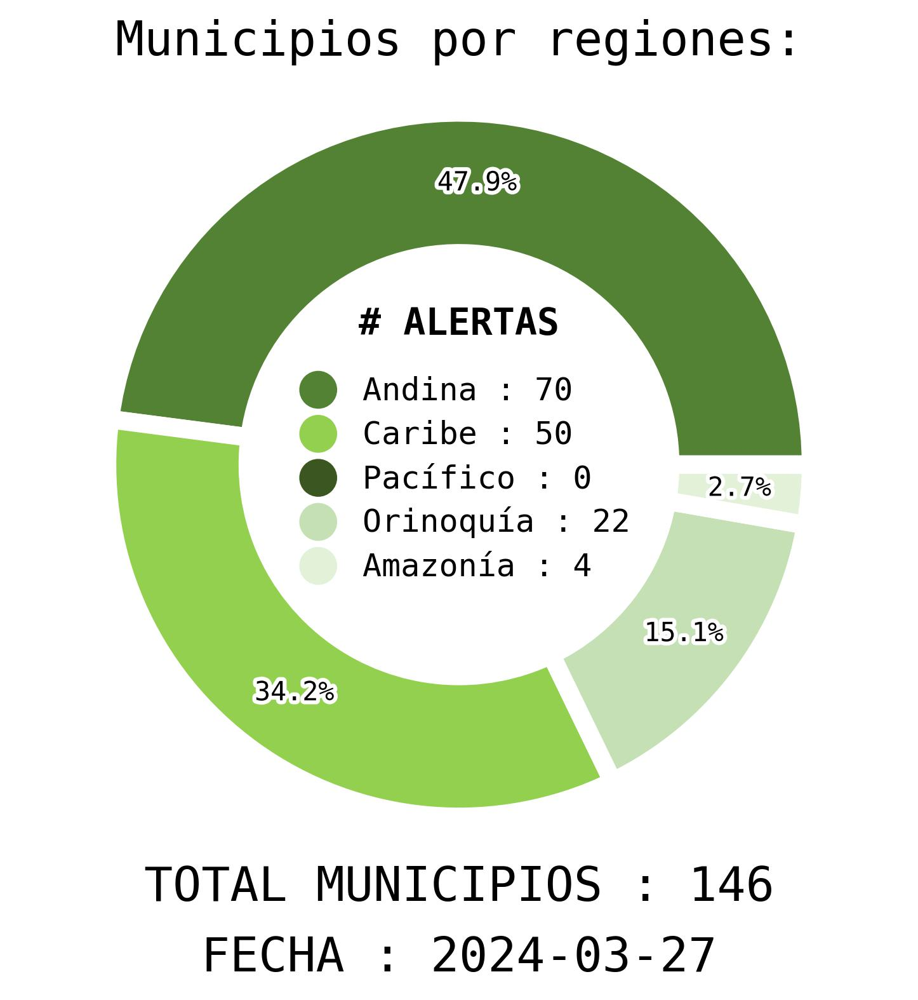 Municipios por regiones:
47.9%
# ALERTAS
Andina : 70
Caribe : 50
Pacífico : 0
2.7%
Orinoquía : 22
Amazonía : 4
15.1%
34.2%
TOTAL MUNICIPIOS : 146
FECHA : 2024-03-27